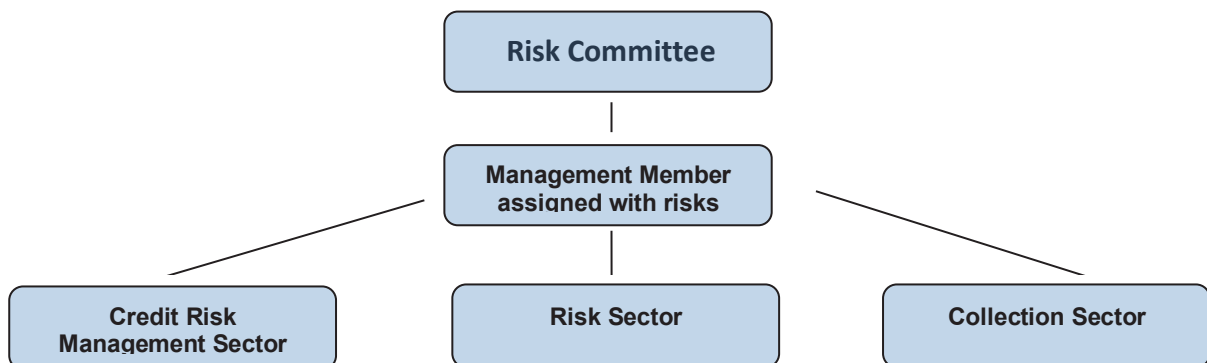 Risk Committee
Management Member
assigned with risks
Credit Risk
Management Sector
Risk Sector
Collection Sector